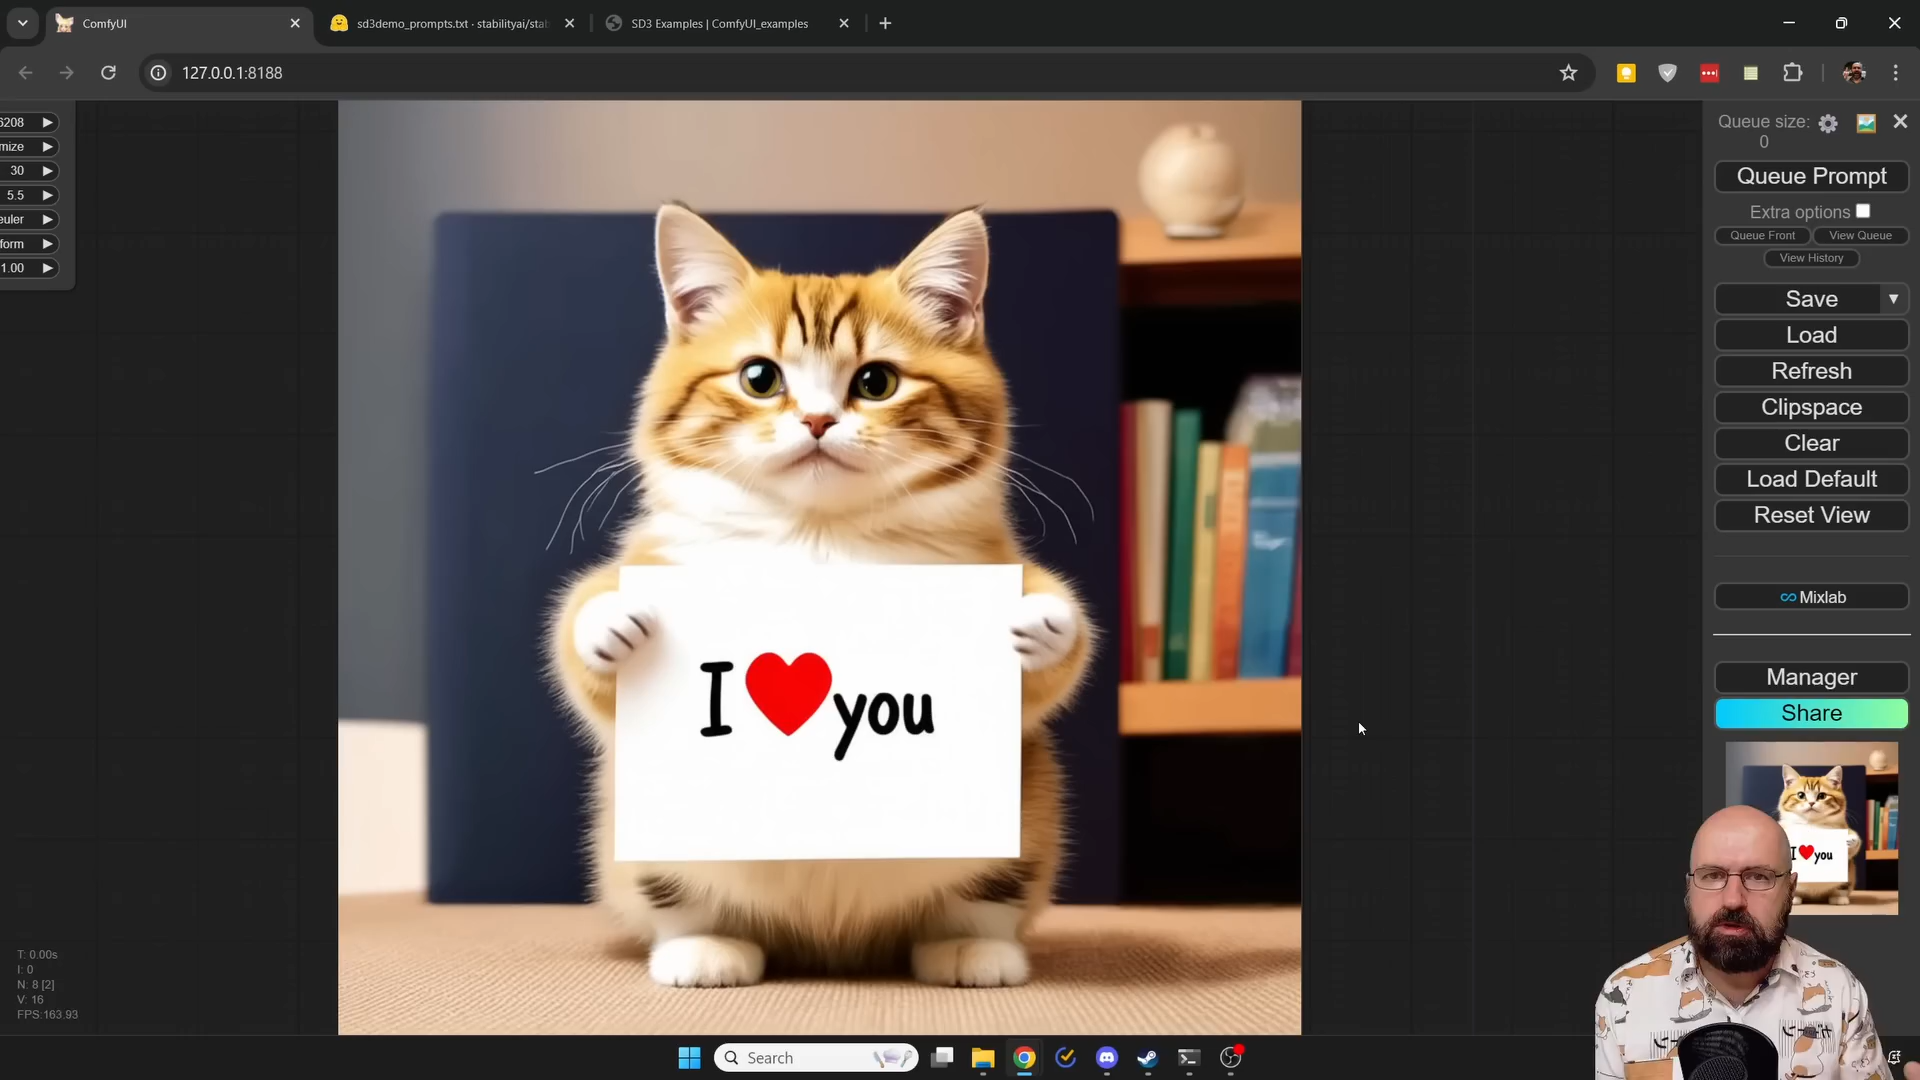 ComfyUI
sd3demo_prompts.txt · stabilityai/stab
SD3 Examples | ComfyUI_examples
127.0.0.1:8188
6208
mize
30
5.5
euler
form
1.00
Queue size:
0
Queue Prompt
Extra options
Queue Front
View Queue
View History
Save
Load
Refresh
Clipspace
Clear
Load Default
Reset View
Mixlab
Manager
Share
I ❤ you
I ❤ you
T: 0.00s
I: 0
N: 8 [2]
V: 16
FPS:163.93
Search